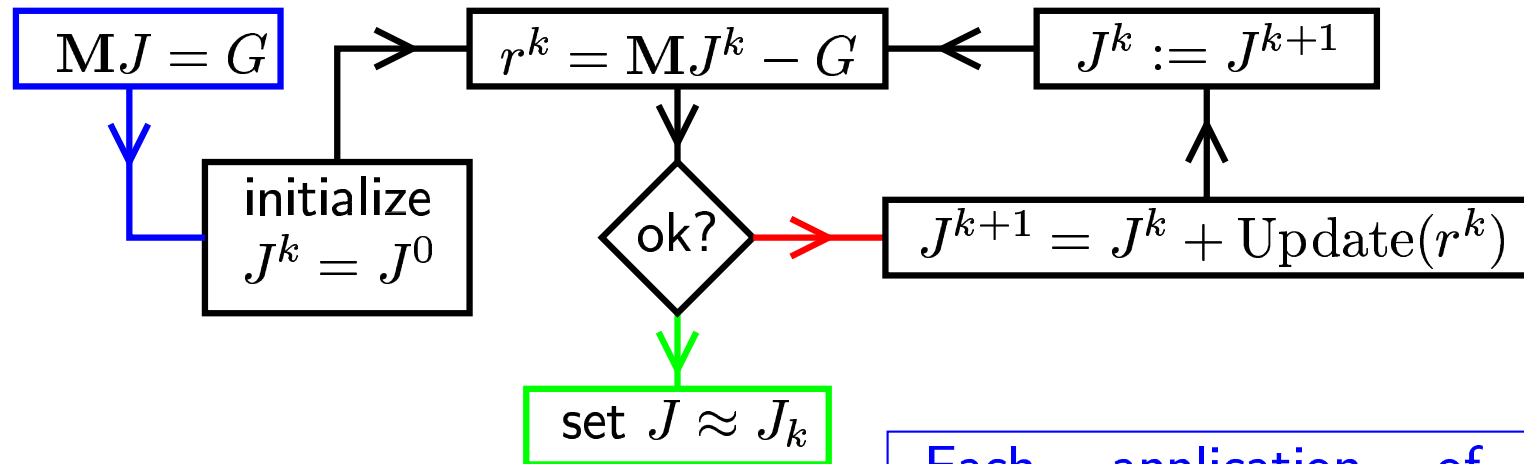 𝐌J = G
r^k = 𝐌J^k − G
J^k := J^{k+1}
initialize
J^k = J^0
ok?
J^{k+1} = J^k + Update(r^k)
set J ≈ J_k
Each application of